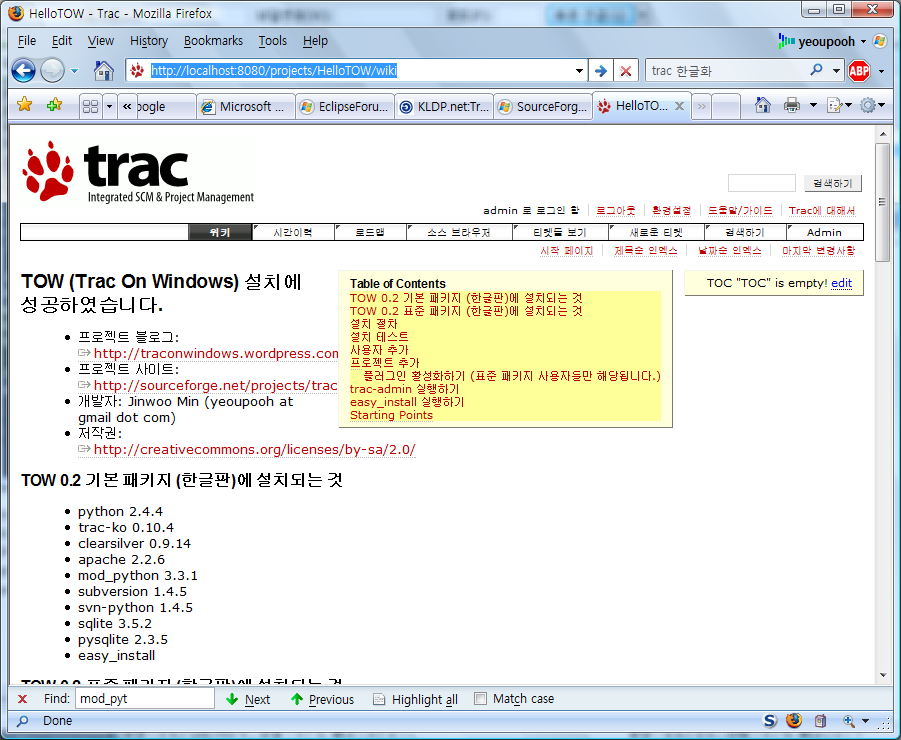 HelloTOW - Trac - Mozilla Firefox
File Edit View History Bookmarks Tools Help
yeoupooh
http://localhost:8080/projects/HelloTOW/wiki
trac 한글화
ABP
« oogle
Microsoft ...
EclipseForu...
KLDP.net:Tr...
SourceForg...
HelloTO...
»
trac
Integrated SCM & Project Management
검색하기
admin 로 로그인 함 로그아웃 환경설정 도움말/가이드 Trac에 대해서
위키 시간이력 로드맵 소스 브라우저 티켓들 보기 새로운 티켓 검색하기 Admin
시작 페이지 제목순 인덱스 날짜순 인덱스 마지막 변경사항
TOW (Trac On Windows) 설치에
성공하였습니다.
프로젝트 블로그:
http://traconwindows.wordpress.com
프로젝트 사이트:
http://sourceforge.net/projects/trac
개발자: Jinwoo Min (yeoupooh at
gmail dot com)
저작권:
http://creativecommons.org/licenses/by-sa/2.0/
Table of Contents
TOW 0.2 기본 패키지 (한글판)에 설치되는 것
TOW 0.2 표준 패키지 (한글판)에 설치되는 것
설치 절차
설치 테스트
사용자 추가
프로젝트 추가
플러그인 활성화하기 (표준 패키지 사용자들만 해당됩니다.)
trac-admin 실행하기
easy_install 실행하기
Starting Points
TOC "TOC" is empty! edit
TOW 0.2 기본 패키지 (한글판)에 설치되는 것
python 2.4.4
trac-ko 0.10.4
clearsilver 0.9.14
apache 2.2.6
mod_python 3.3.1
subversion 1.4.5
svn-python 1.4.5
sqlite 3.5.2
pysqlite 2.3.5
easy_install
TOW 0.2 표준 패키지 (한글판)에 설치되는 것
Find: mod_pyt Next Previous Highlight all Match case
Done
S